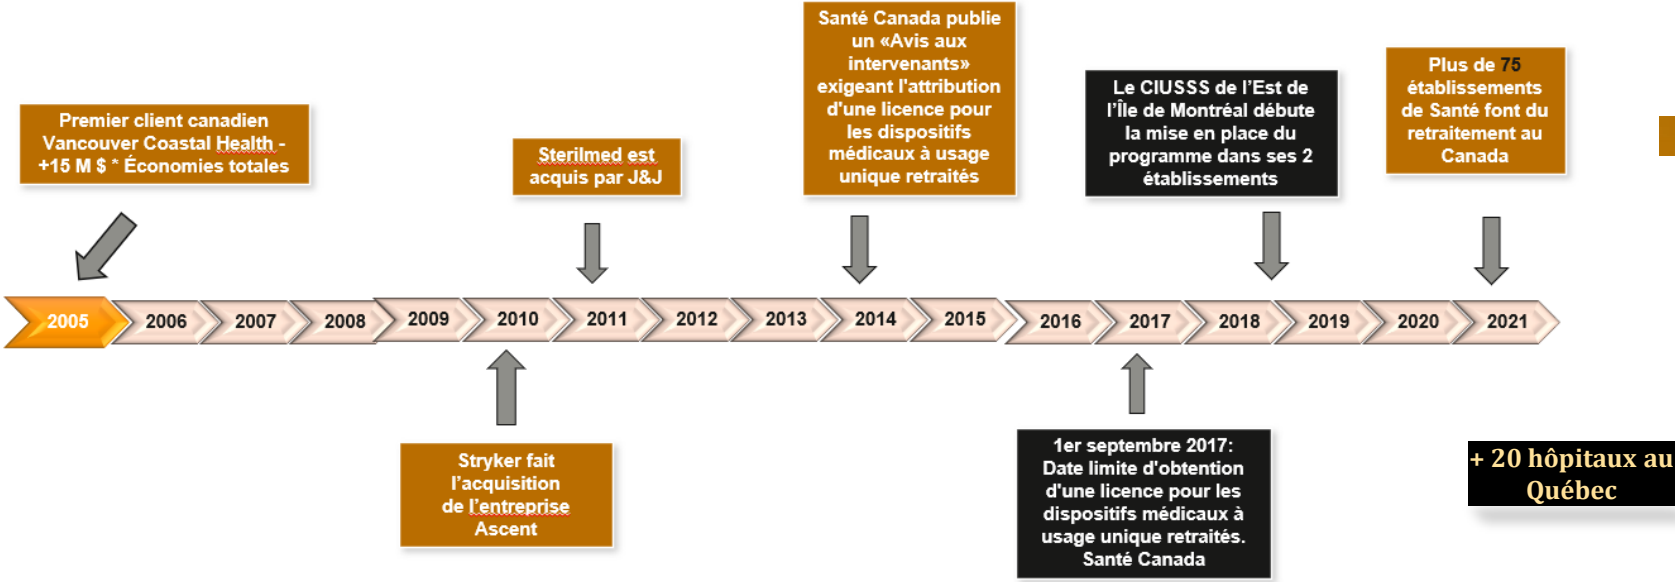 Premier client canadien
Vancouver Coastal Health -
+15 M $ * Économies totales
Sterilmed est
acquis par J&J
Santé Canada publie
un «Avis aux
intervenants»
exigeant l'attribution
d'une licence pour
les dispositifs
médicaux à usage
unique retraités
Le CIUSSS de l’Est de
l’Île de Montréal débute
la mise en place du
programme dans ses 2
établissements
Plus de 75
établissements
de Santé font du
retraitement au
Canada
2005 2006 2007 2008 2009 2010 2011 2012 2013 2014 2015 2016 2017 2018 2019 2020 2021
Stryker fait
l’acquisition
de l’entreprise
Ascent
1er septembre 2017:
Date limite d'obtention
d'une licence pour les
dispositifs médicaux à
usage unique retraités.
Santé Canada
+ 20 hôpitaux au
Québec